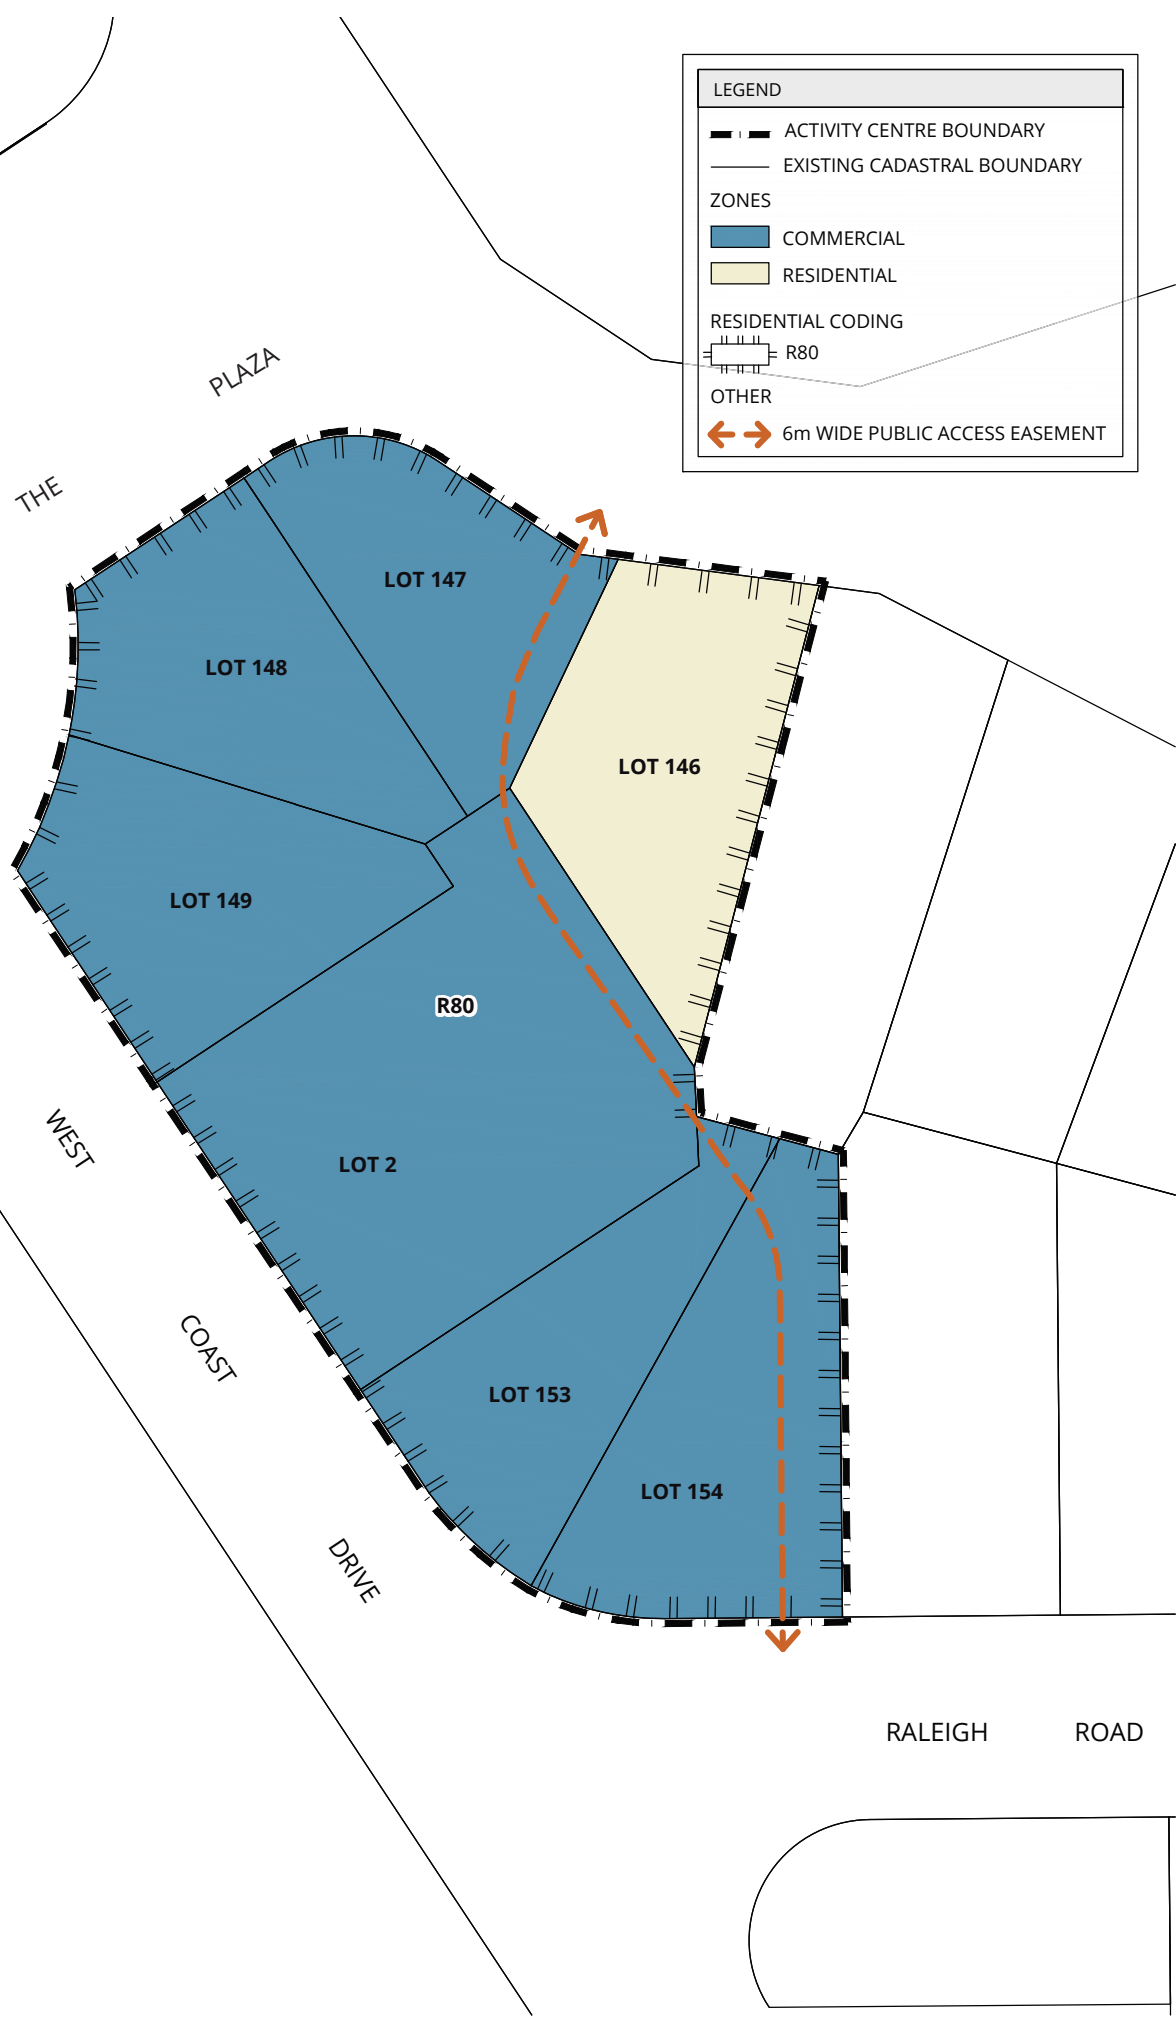 LEGEND
ACTIVITY CENTRE BOUNDARY
EXISTING CADASTRAL BOUNDARY
ZONES
COMMERCIAL
RESIDENTIAL
RESIDENTIAL CODING
R80
OTHER
6m WIDE PUBLIC ACCESS EASEMENT
THE PLAZA
LOT 147
LOT 148
LOT 146
LOT 149
R80
LOT 2
LOT 153
LOT 154
WEST COAST DRIVE
RALEIGH ROAD